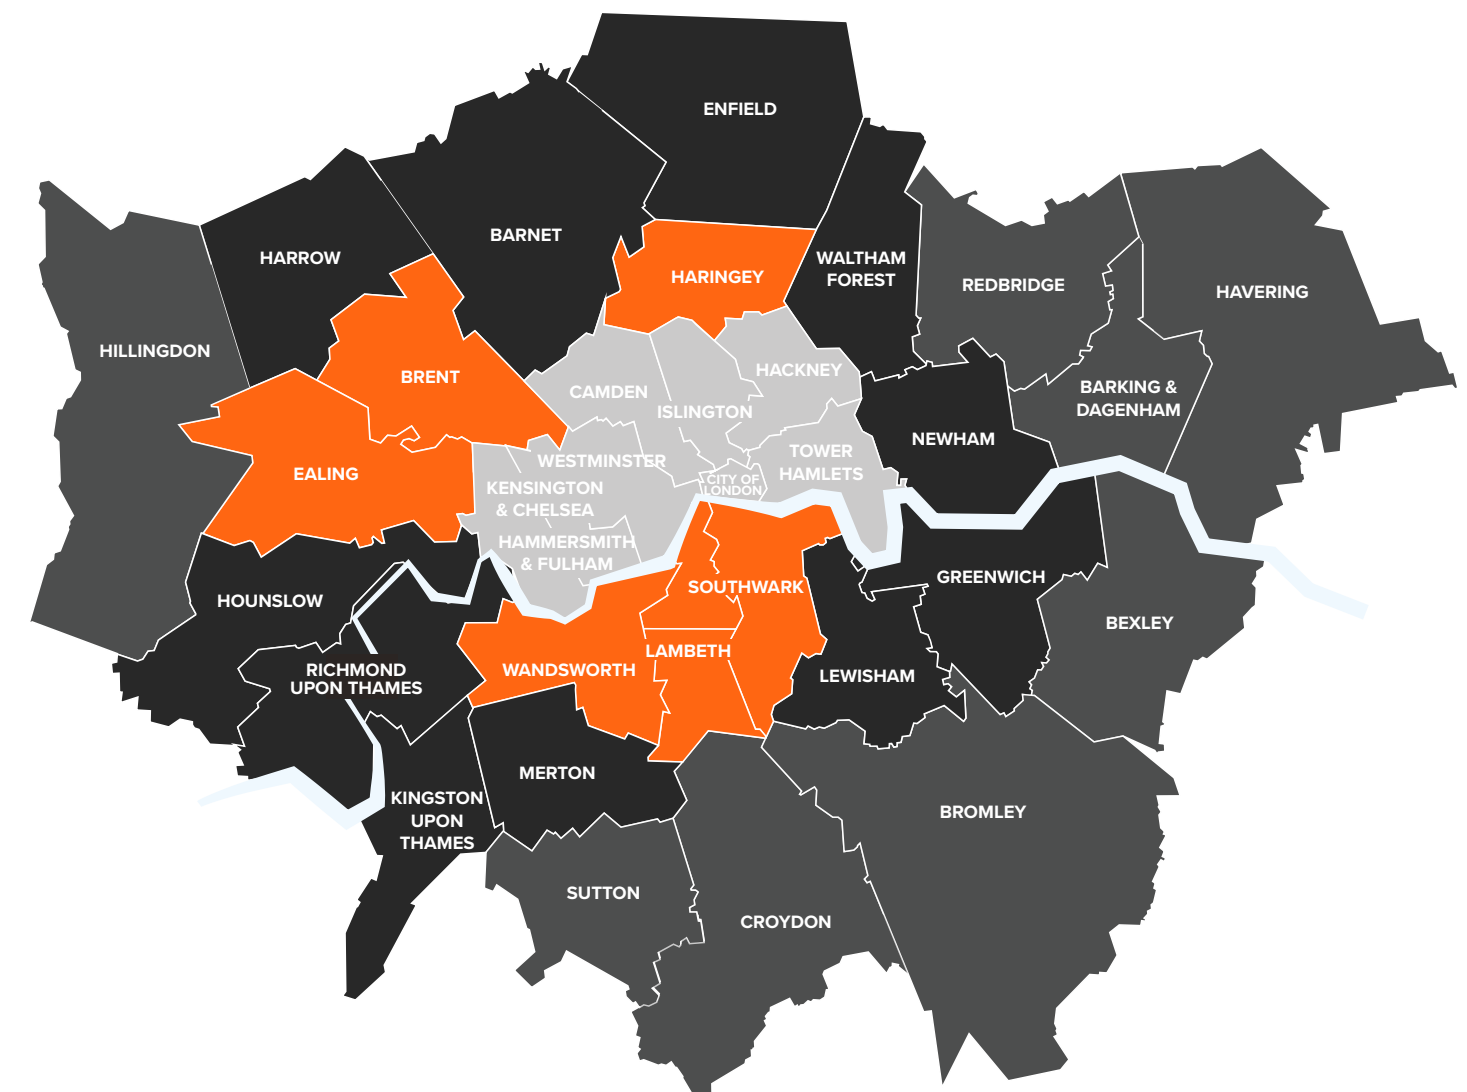 ENFIELD
BARNET
HARROW
HARINGEY
WALTHAM
FOREST
REDBRIDGE
HAVERING
HILLINGDON
BRENT
CAMDEN
HACKNEY
ISLINGTON
BARKING &
DAGENHAM
NEWHAM
EALING
WESTMINSTER
TOWER
HAMLETS
CITY OF
LONDON
KENSINGTON
& CHELSEA
HAMMERSMITH
& FULHAM
HOUNSLOW
SOUTHWARK
GREENWICH
BEXLEY
RICHMOND
UPON THAMES
WANDSWORTH
LAMBETH
LEWISHAM
MERTON
KINGSTON
UPON
THAMES
BROMLEY
SUTTON
CROYDON